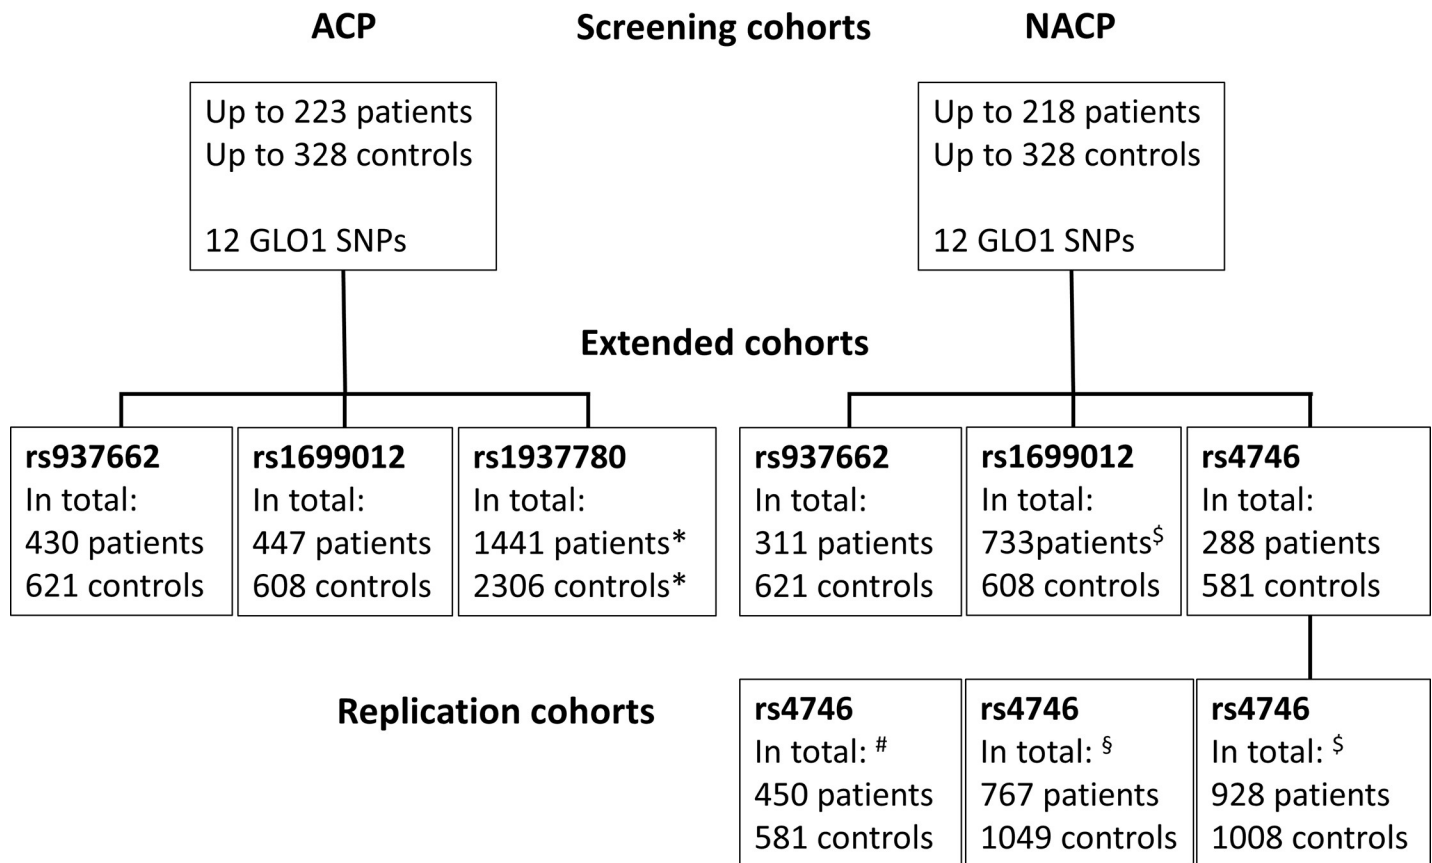 ACP
Screening cohorts
NACP
Up to 223 patients
Up to 328 controls
12 GLO1 SNPs
Up to 218 patients
Up to 328 controls
12 GLO1 SNPs
Extended cohorts
rs937662
In total:
430 patients
621 controls
rs1699012
In total:
447 patients
608 controls
rs1937780
In total:
1441 patients*
2306 controls*
rs937662
In total:
311 patients
621 controls
rs1699012
In total:
733patients$
608 controls
rs4746
In total:
288 patients
581 controls
Replication cohorts
rs4746
In total: #
450 patients
581 controls
rs4746
In total: §
767 patients
1049 controls
rs4746
In total: $
928 patients
1008 controls